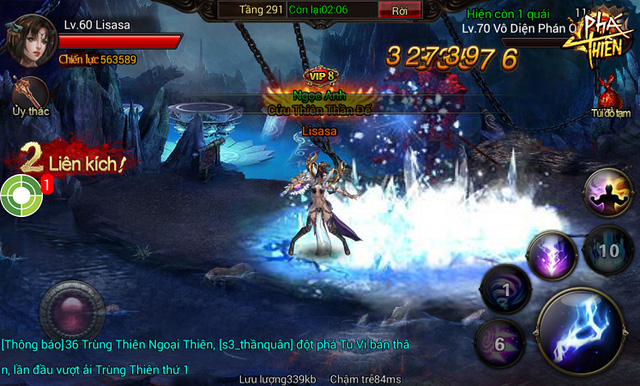 Lv.60 Lisasa
Chiến lực 563589
Ủy thác
Tầng 291
Còn lại02:06
Rời
Hiện còn 1 quái
Lv.70 Vô Diện Phán
PHÁ THIÊN
Túi đồ tạm
VIP 8
Ngọc Anh
Cửu Thiên Thần Đế
Lisasa
2 Liên kích!
1
10
1
6
[Thông báo]36 Trùng Thiên Ngoại Thiên, [s3_thầnquân] đột phá Tu Vi bản thâ
n, lần đầu vượt ải Trùng Thiên thứ 1
Lưu lượng339kb Chậm trễ84ms